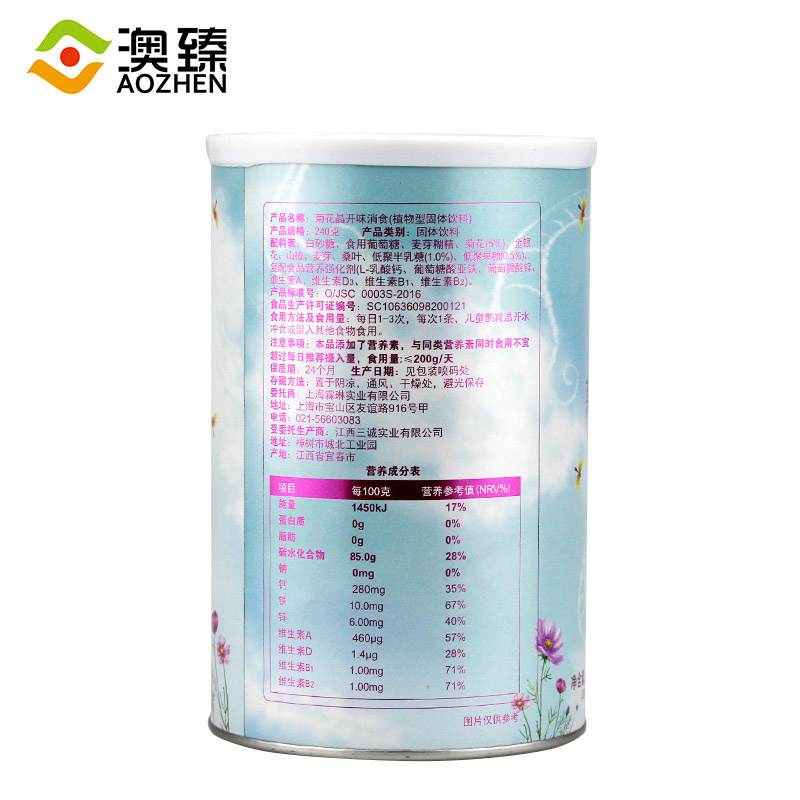 澳臻
AOZHEN
产品名称：菊花晶开味消食(植物型固体饮料)
产品规格：240克 产品类别：固体饮料
配料表：白砂糖、食用葡萄糖、麦芽糊精、菊花(5%)、金银
花、山楂、麦芽、桑叶、低聚半乳糖(1.0%)、低聚果糖(0.5%)、
复配食品营养强化剂(L-乳酸钙、葡萄糖酸亚铁、葡萄糖酸锌、
维生素A、维生素D3、维生素B1、维生素B2)。
产品标准号：Q/JSC 0003S-2016
食品生产许可证编号：SC10636098200121
食用方法及食用量：每日1-3次，每次1条，儿童酌减温开水
冲食或混入其他食物食用。
注意事项：本品添加了营养素，与同类营养素同时食用不宜
超过每日推荐摄入量，食用量：≤200g/天
保质期：24个月 生产日期：见包装喷码处
存藏方法：置于阴凉，通风、干燥处，避光保存
委托商：上海霖琳实业有限公司
地址：上海市宝山区友谊路916号甲
电话：021-56603083
受委托生产商：江西三诚实业有限公司
地址：樟树市城北工业园
产地：江西省宜春市
营养成分表
项目 每100克 营养参考值(NRV%)
能量 1450kJ 17%
蛋白质 0g 0%
脂肪 0g 0%
碳水化合物 85.0g 28%
钠 0mg 0%
钙 280mg 35%
铁 10.0mg 67%
锌 6.00mg 40%
维生素A 460μg 57%
维生素D 1.4μg 28%
维生素B1 1.00mg 71%
维生素B2 1.00mg 71%
图片仅供参考
净含